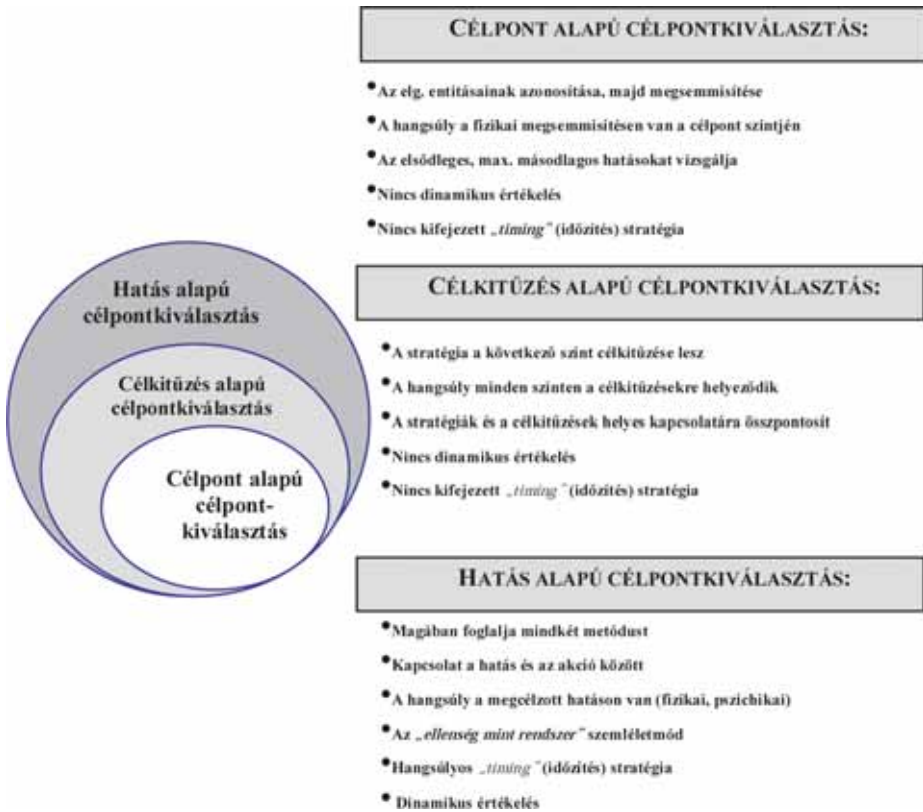 CÉLPONT ALAPÚ CÉLPONTKIVÁLASZTÁS:
•Az elg. entitásainak azonosítása, majd megsemmisítése
•A hangsúly a fizikai megsemmisítésen van a célpont szintjén
•Az elsődleges, max. másodlagos hatásokat vizsgálja
•Nincs dinamikus értékelés
•Nincs kifejezett „timing” (időzítés) stratégia
Hatás alapú
célpontkiválasztás
Célkitűzés alapú
célpontkiválasztás
Célpont alapú
célpont-
kiválasztás
CÉLKITŰZÉS ALAPÚ CÉLPONTKIVÁLASZTÁS:
•A stratégia a következő szint célkitűzése lesz
•A hangsúly minden szinten a célkitűzésekre helyeződik
•A stratégiák és a célkitűzések helyes kapcsolatára összpontosít
•Nincs dinamikus értékelés
•Nincs kifejezett „timing” (időzítés) stratégia
HATÁS ALAPÚ CÉLPONTKIVÁLASZTÁS:
•Magában foglalja mindkét metódust
•Kapcsolat a hatás és az akció között
•A hangsúly a megcélzott hatáson van (fizikai, pszichikai)
•Az „ellenség mint rendszer” szemléletmód
•Hangsúlyos „timing” (időzítés) stratégia
• Dinamikus értékelés